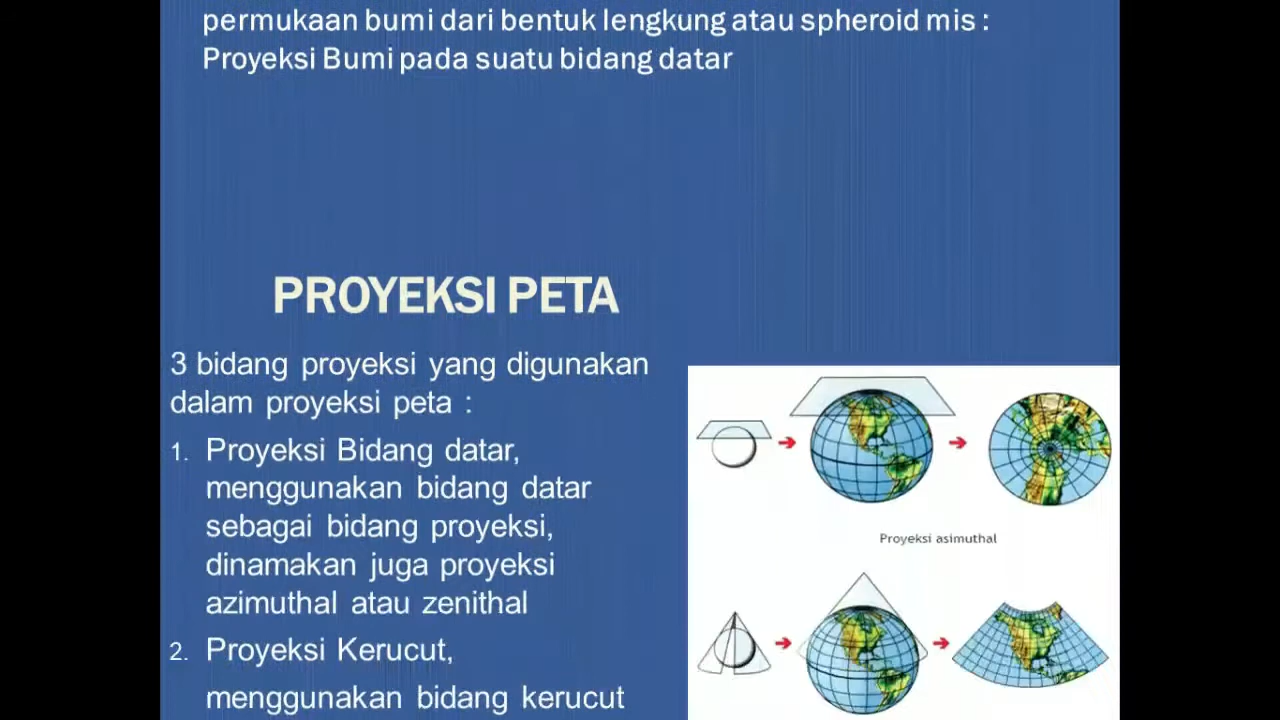 permukaan bumi dari bentuk lengkung atau spheroid mis :
Proyeksi Bumi pada suatu bidang datar
PROYEKSI PETA
3 bidang proyeksi yang digunakan
dalam proyeksi peta :
1. Proyeksi Bidang datar,
menggunakan bidang datar
sebagai bidang proyeksi,
dinamakan juga proyeksi
azimuthal atau zenithal
2. Proyeksi Kerucut,
menggunakan bidang kerucut
Proyeksi asimuthal